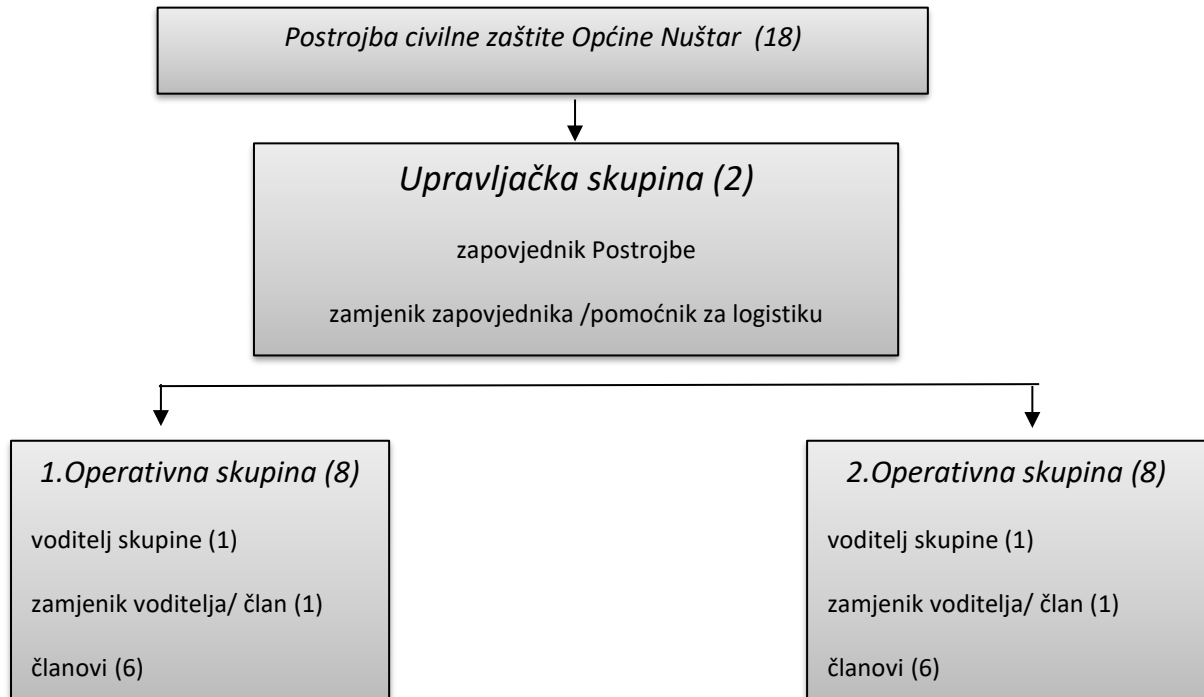 Postrojba civilne zaštite Općine Nuštar (18)
Upravljačka skupina (2)
zapovjednik Postrojbe
zamjenik zapovjednika /pomoćnik za logistiku
1.Operativna skupina (8)
voditelj skupine (1)
zamjenik voditelja/ član (1)
članovi (6)
2.Operativna skupina (8)
voditelj skupine (1)
zamjenik voditelja/ član (1)
članovi (6)